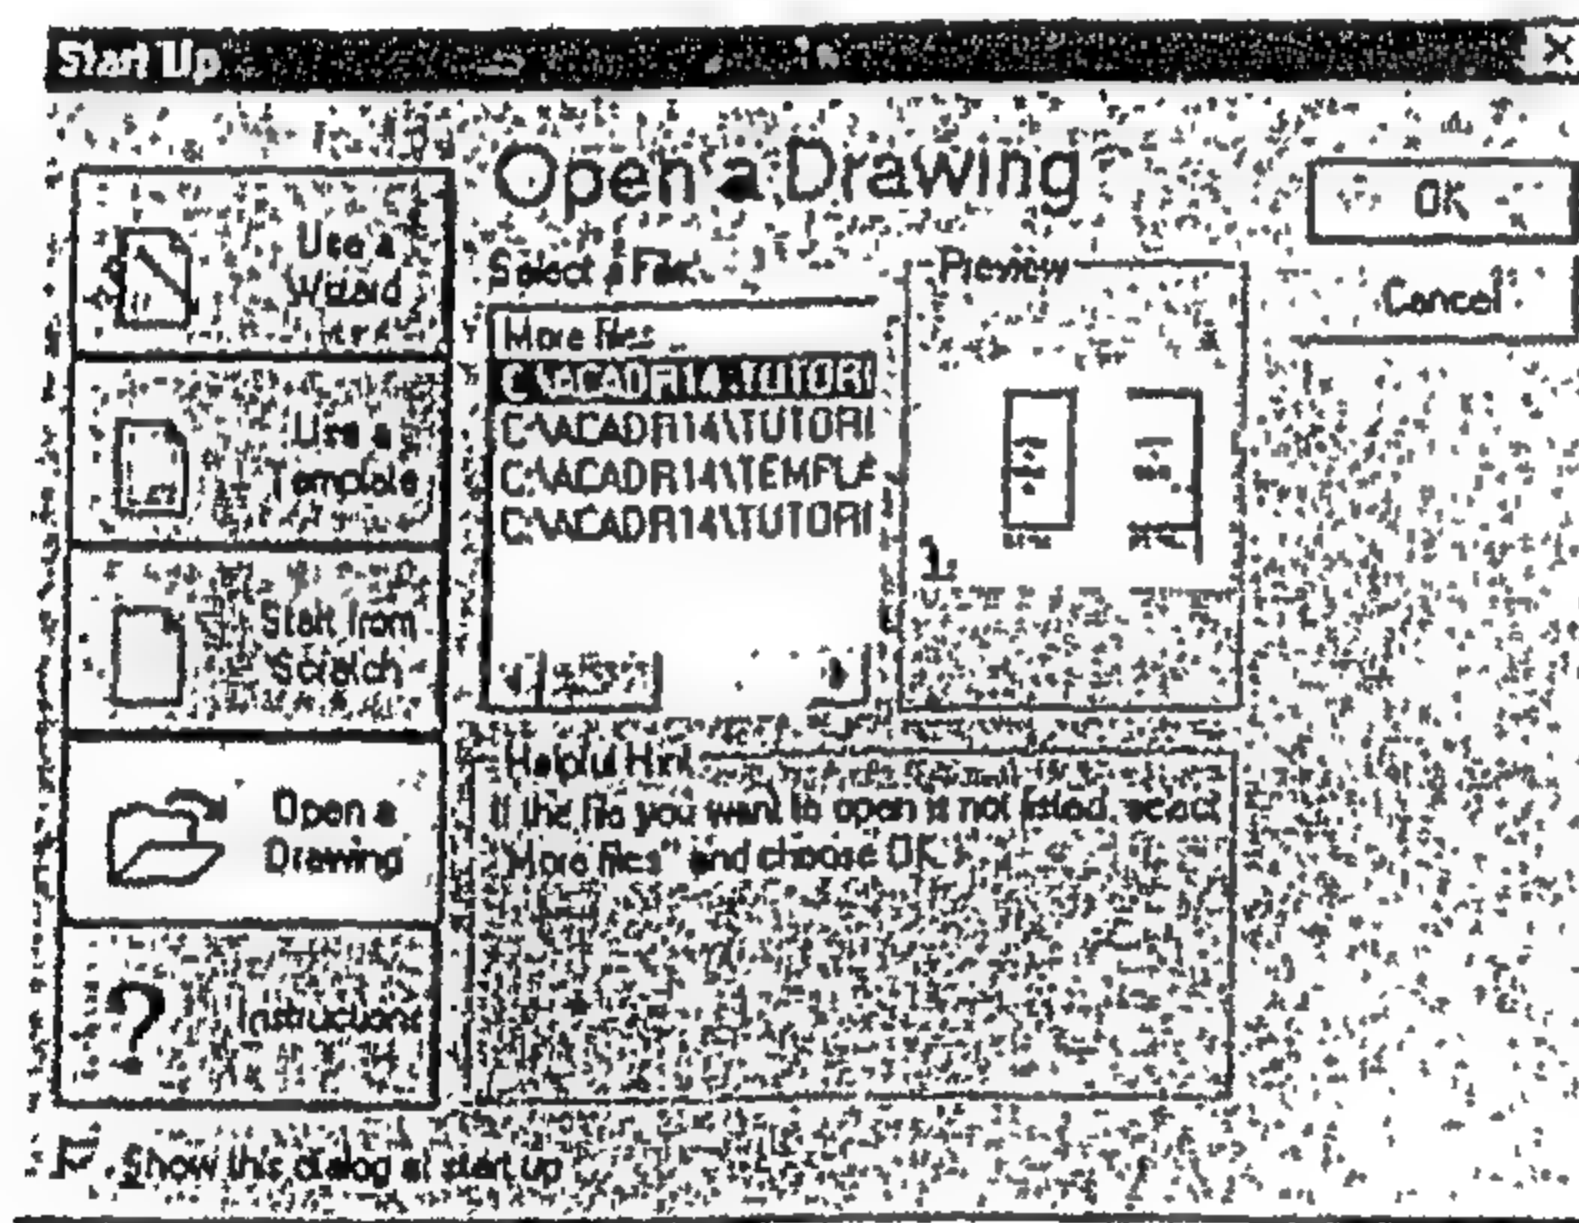 Start Up
Open a Drawing
OK
Cancel
Use a
Wizard
Use a
Template
Start from
Scratch
Open a
Drawing
Instructions
Select a File:
More files...
C:\ACADR14\TUTORI
C:\ACADR14\TUTORI
C:\ACADR14\TEMPLA
C:\ACADR14\TUTORI
Preview
Helpful Hint
If the file you want to open is not listed, select
"More files" and choose OK.
Show this dialog at start up